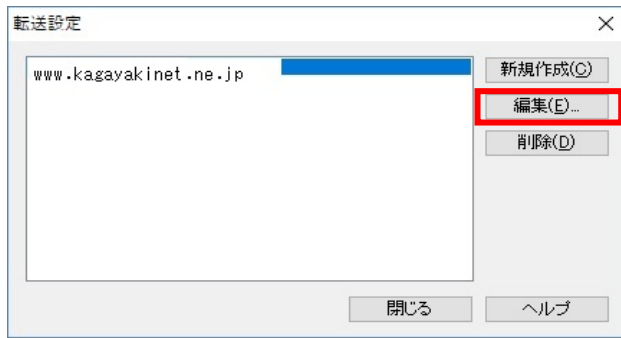 転送設定
www.kagayakinet.ne.jp
新規作成(C)
編集(E)...
削除(D)
閉じる
ヘルプ